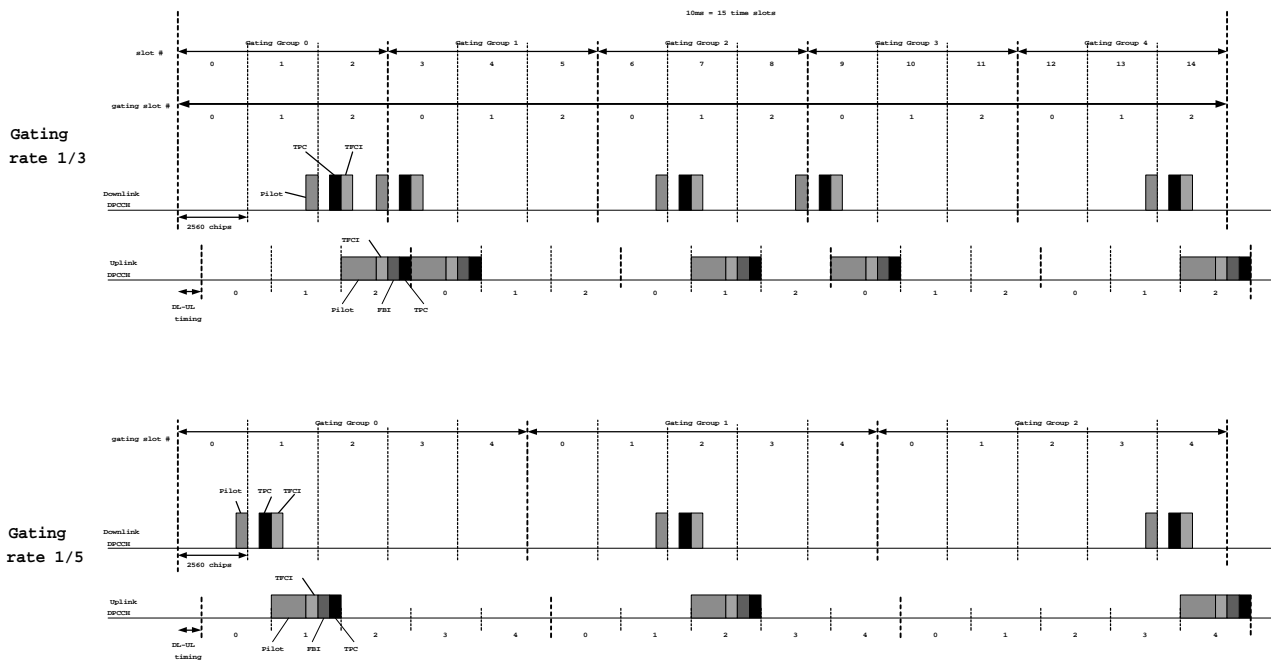 10ms = 15 time slots
Gating Group 0 Gating Group 1 Gating Group 2 Gating Group 3 Gating Group 4
slot #
0 1 2 3 4 5 6 7 8 9 10 11 12 13 14
gating slot #
0 1 2 0 1 2 0 1 2 0 1 2 0 1 2
Gating
rate 1/3
TPC TFCI
Pilot
Downlink
DPCCH
2560 chips
TFCI
Uplink
DPCCH
0 1 2 0 1 2 0 1 2 0 1 2 0 1 2
DL-UL
timing
Pilot FBI TPC
Gating Group 0 Gating Group 1 Gating Group 2
gating slot #
0 1 2 3 4 0 1 2 3 4 0 1 2 3 4
Pilot TPC TFCI
Gating
rate 1/5
Downlink
DPCCH
2560 chips
TFCI
Uplink
DPCCH
0 1 2 3 4 0 1 2 3 4 0 1 2 3 4
DL-UL
timing
Pilot FBI TPC